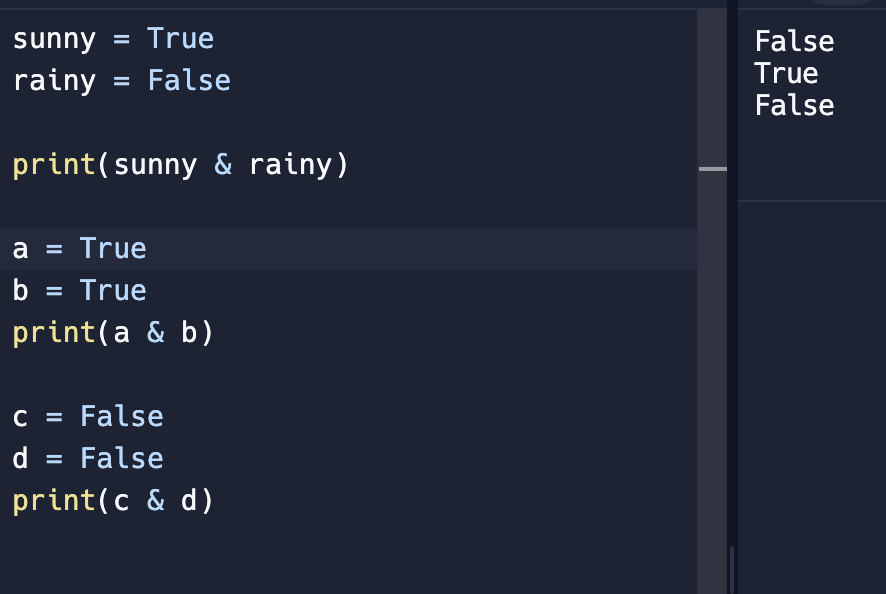 sunny = True
rainy = False
print(sunny & rainy)
a = True
b = True
print(a & b)
c = False
d = False
print(c & d)
False
True
False